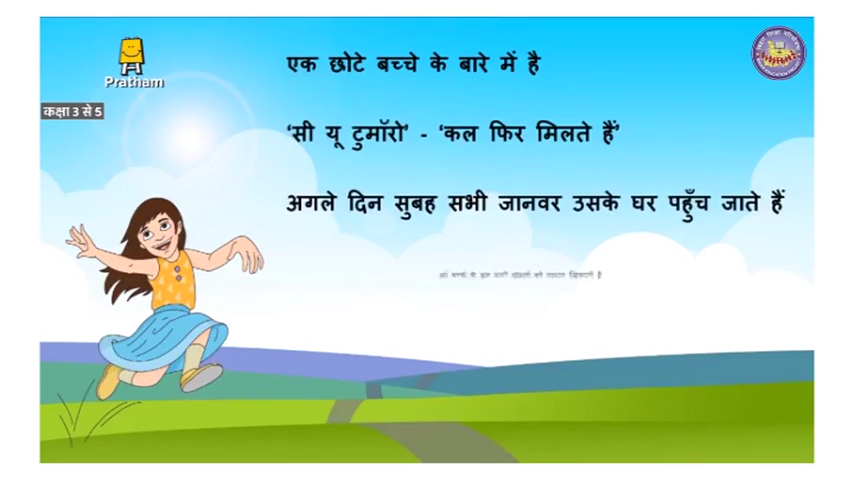 Pratham
कक्षा 3 से 5
एक छोटे बच्चे के बारे में है
‘सी यू टुमॉरो’ - ‘कल फिर मिलते हैं’
अगले दिन सुबह सभी जानवर उसके घर पहुँच जाते हैं